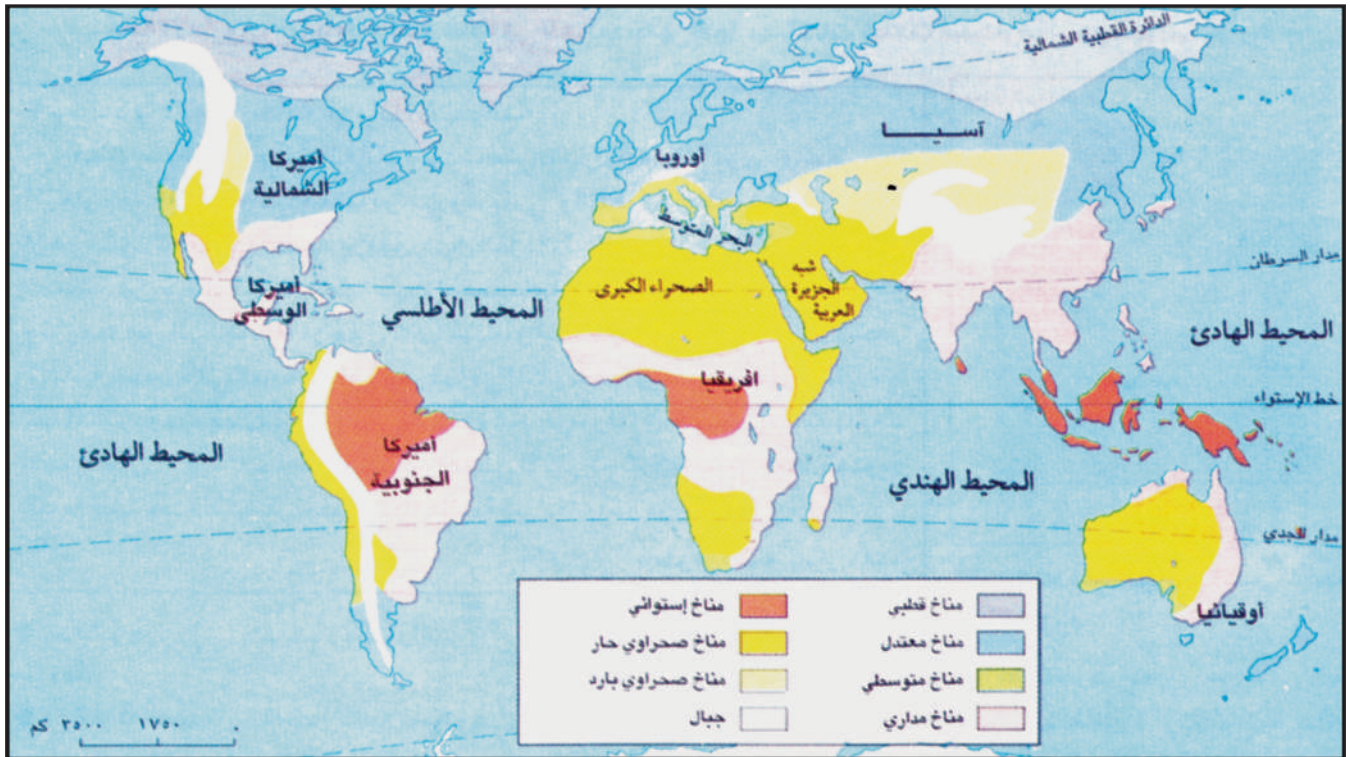 الدائرة القطبية الشمالية
آسيـــــا
أوروبا
أميركا
الشمالية
البحر المتوسط
مدار السرطان
شبه
الجزيرة
العربية
الصحراء الكبرى
أميركا
الوسطى
المحيط الأطلسي
المحيط الهادئ
افريقيا
خط الإستواء
أميركا
الجنوبية
المحيط الهادئ
المحيط الهندي
مدار الجدي
أوقيانيا
مناخ قطبي
مناخ معتدل
مناخ متوسطي
مناخ مداري
مناخ إستوائي
مناخ صحراوي حار
مناخ صحراوي بارد
جبال
٠ ١٧٥٠ ٣٥٠٠ كم